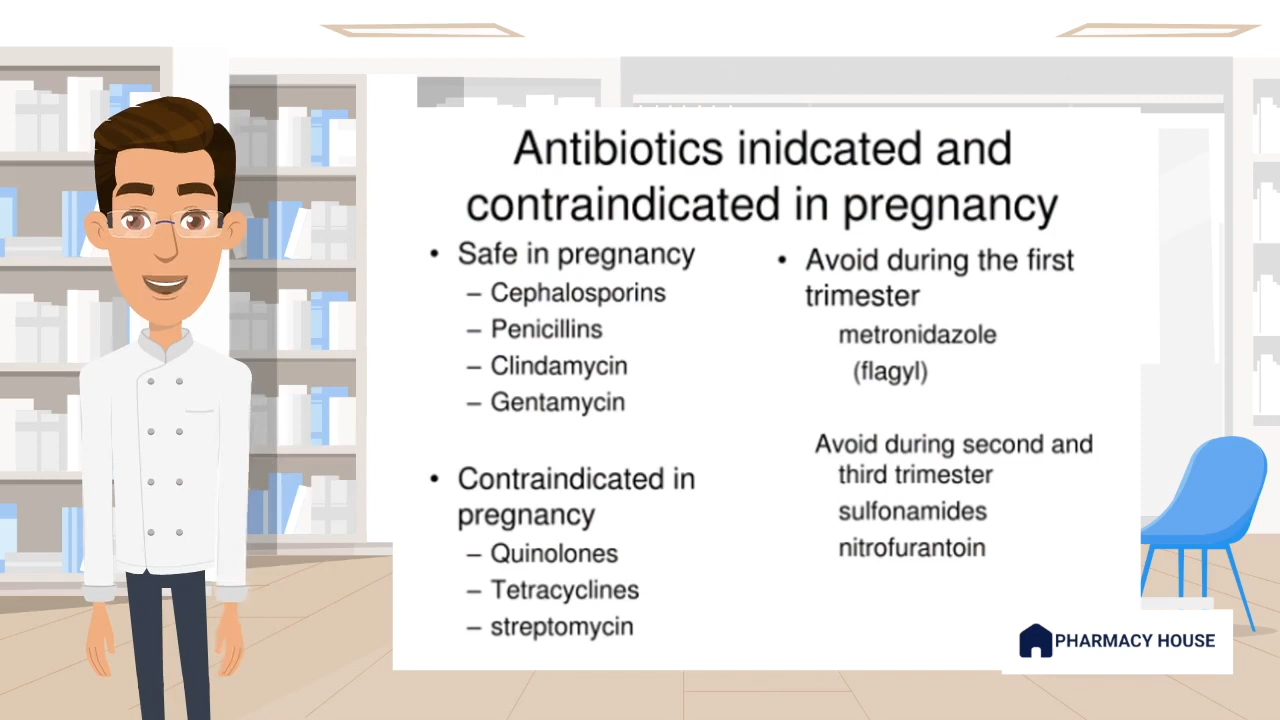 Antibiotics inidcated and
contraindicated in pregnancy
• Safe in pregnancy
– Cephalosporins
– Penicillins
– Clindamycin
– Gentamycin
• Contraindicated in
pregnancy
– Quinolones
– Tetracyclines
– streptomycin
• Avoid during the first
trimester
metronidazole
(flagyl)
Avoid during second and
third trimester
sulfonamides
nitrofurantoin
PHARMACY HOUSE